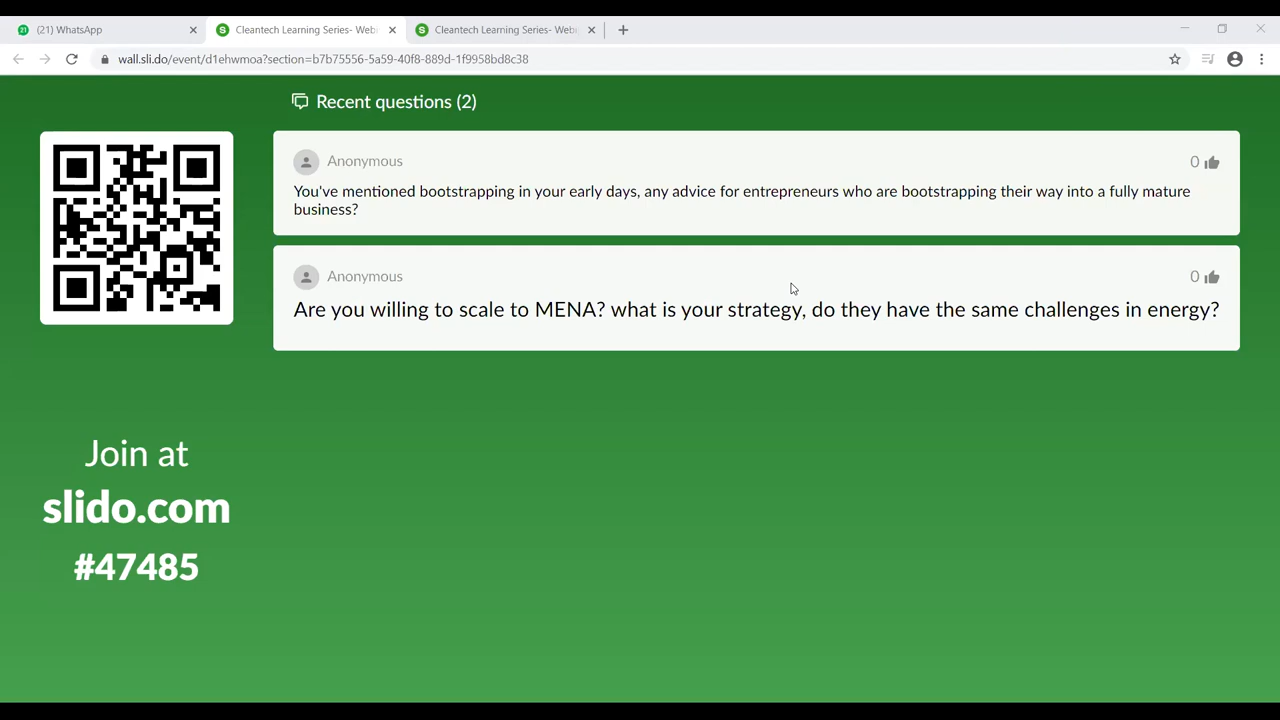 (21) WhatsApp
Cleantech Learning Series- Web
Cleantech Learning Series- Web
wall.sli.do/event/d1ehwmoa?section=b7b75556-5a59-40f8-889d-1f9958bd8c38
Recent questions (2)
Anonymous
0
You've mentioned bootstrapping in your early days, any advice for entrepreneurs who are bootstrapping their way into a fully mature
business?
Anonymous
0
Are you willing to scale to MENA? what is your strategy, do they have the same challenges in energy?
Join at
slido.com
#47485